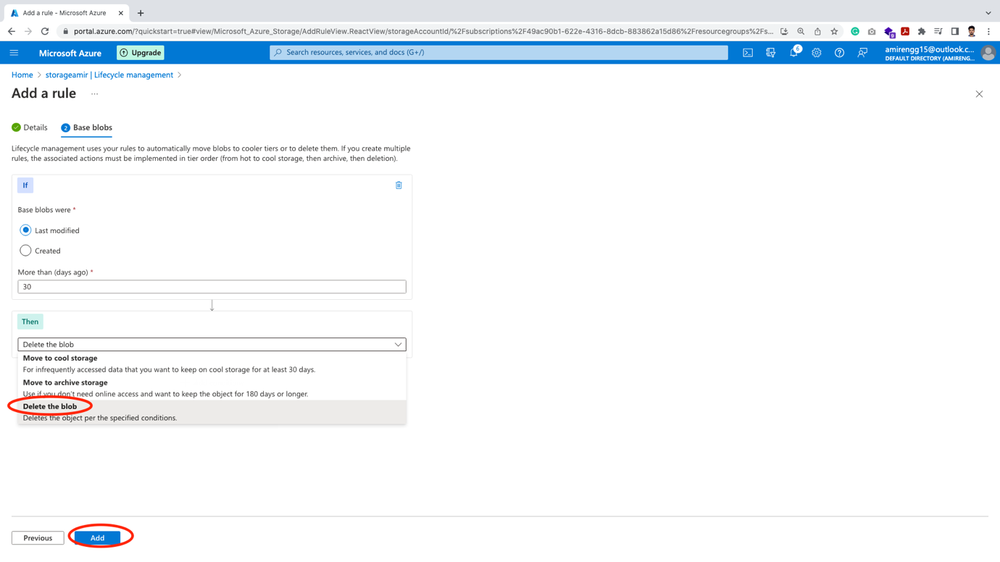 Add a rule - Microsoft Azure
portal.azure.com/?quickstart=true#view/Microsoft_Azure_Storage/AddRuleView.ReactView/storageAccountId/%2Fsubscriptions%2F49ac90b1-622e-4316-8dcb-883862a15d86%2Fresourcegroups%2Fs...
9
Microsoft Azure
Upgrade
Search resources, services, and docs (G+/)
6
amirengg15@outlook.c...
DEFAULT DIRECTORY (AMIRENG...
Home > storageamir | Lifecycle management >
Add a rule ...
Details
2 Base blobs
Lifecycle management uses your rules to automatically move blobs to cooler tiers or to delete them. If you create multiple
rules, the associated actions must be implemented in tier order (from hot to cool storage, then archive, then deletion).
If
Base blobs were *
Last modified
Created
More than (days ago) *
30
Then
Delete the blob
Move to cool storage
For infrequently accessed data that you want to keep on cool storage for at least 30 days.
Move to archive storage
Use if you don't need online access and want to keep the object for 180 days or longer.
Delete the blob
Deletes the object per the specified conditions.
Previous
Add